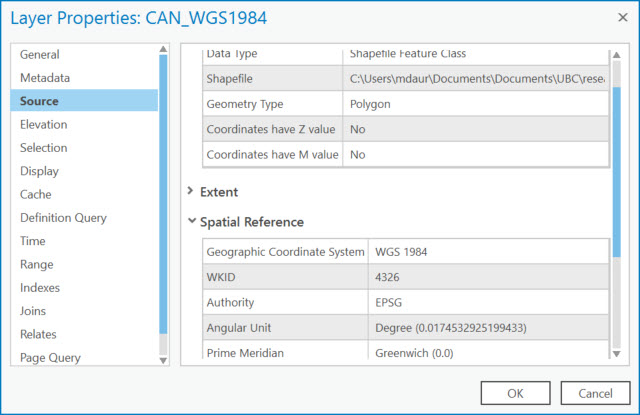 Layer Properties: CAN_WGS1984
General
Metadata
Source
Elevation
Selection
Display
Cache
Definition Query
Time
Range
Indexes
Joins
Relates
Page Query
Data Type Shapefile Feature Class
Shapefile C:\Users\mdaur\Documents\Documents\UBC\resea
Geometry Type Polygon
Coordinates have Z value No
Coordinates have M value No
Extent
Spatial Reference
Geographic Coordinate System WGS 1984
WKID 4326
Authority EPSG
Angular Unit Degree (0.0174532925199433)
Prime Meridian Greenwich (0.0)
OK Cancel